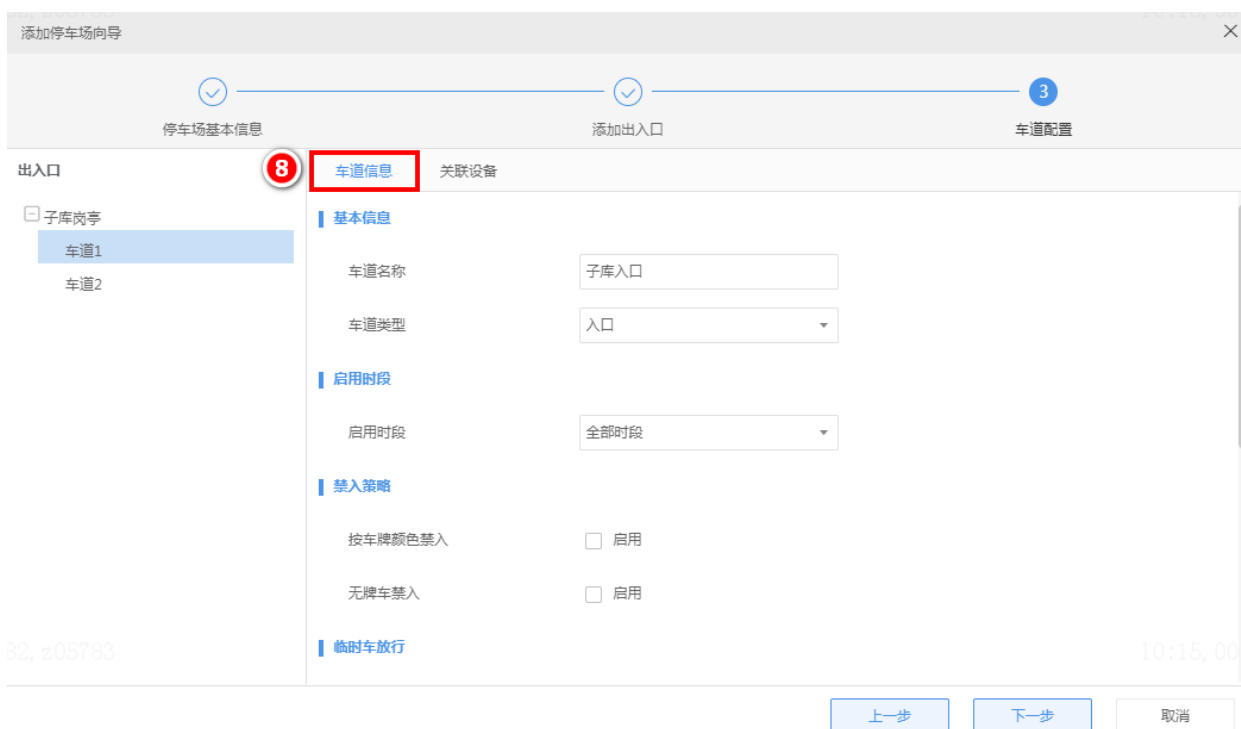 添加停车场向导
3
停车场基本信息
添加出入口
车道配置
出入口
8
车道信息
关联设备
子库岗亭
车道1
车道2
基本信息
车道名称
子库入口
车道类型
入口
启用时段
启用时段
全部时段
禁入策略
按车牌颜色禁入
启用
无牌车禁入
启用
临时车放行
82, z05783
10:15, 00
上一步
下一步
取消